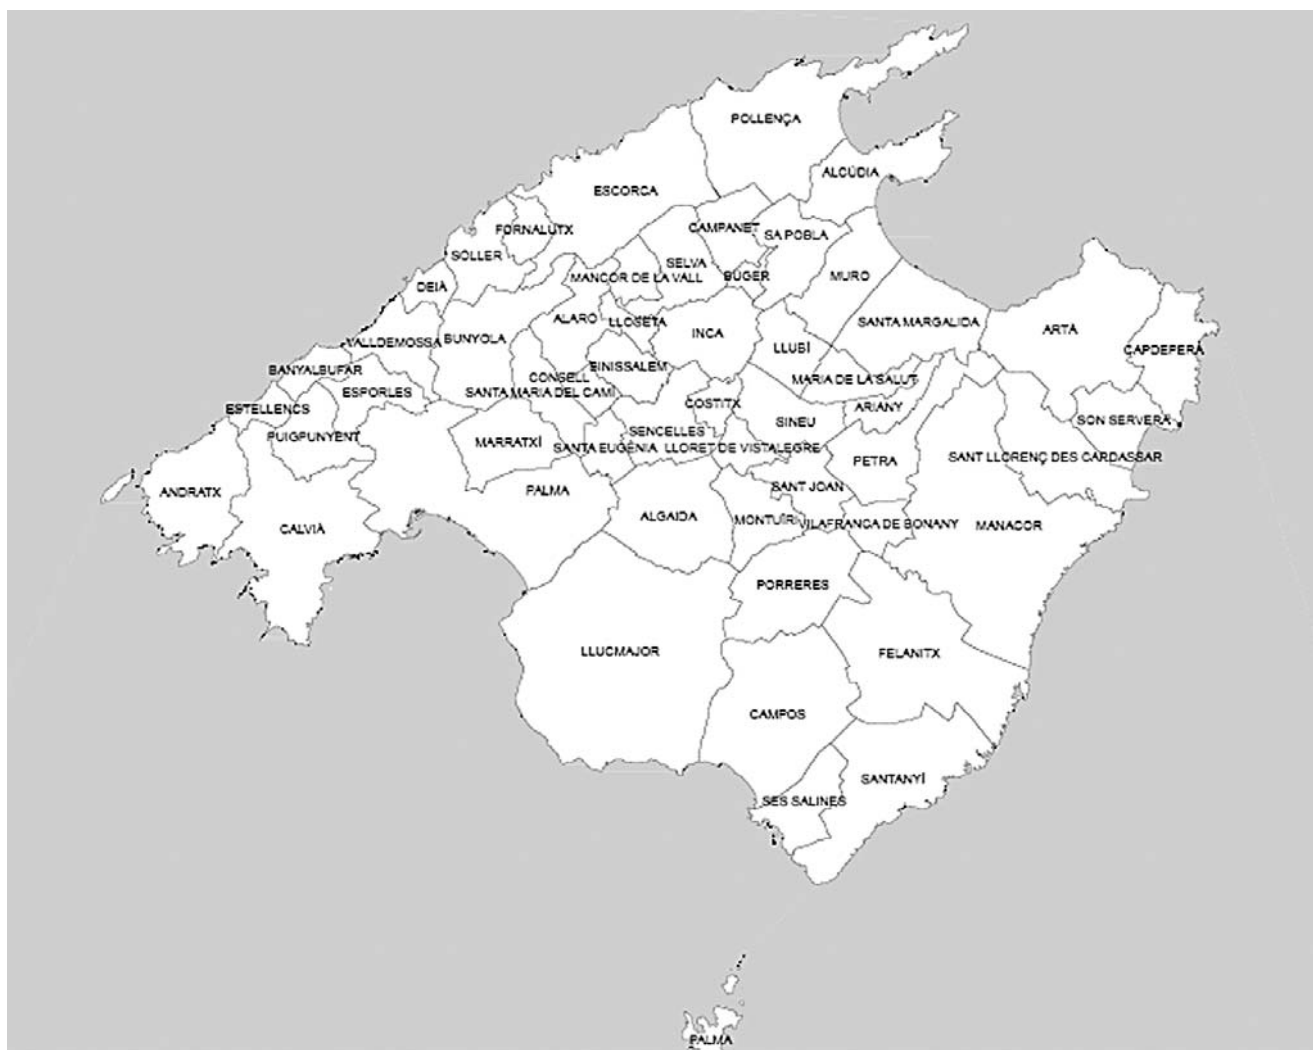 POLLENÇA
ALCÚDIA
ESCORCA
CAMPANET
FORNALUTX
SA POBLA
SÓLLER
SELVA
MANCOR DE LA VALL
BÚGER
MURO
DEIÀ
ALARO
LLOSETA
INCA
SANTA MARGALIDA
ARTÀ
VALLDEMOSSA
BUNYOLA
LLUBÍ
CAPDEPERA
BANYALBUFAR
BINISSALEM
CONSELL
MARIA DE LA SALUT
ESPORLES
SANTA MARIA DEL CAMÍ
COSTITX
ARIANY
ESTELLENCS
SINEU
SON SERVERA
PUIGPUNYENT
SENCELLES
MARRATXÍ
SANTA EUGÈNIA
LLORET DE VISTALEGRE
PETRA
SANT LLORENÇ DES CARDASSAR
ANDRATX
PALMA
SANT JOAN
CALVIÀ
ALGAIDA
MONTUÏRI
VILAFRANCA DE BONANY
MANACOR
PORRERES
LLUCMAJOR
FELANITX
CAMPOS
SANTANYÍ
SES SALINES
PALMA